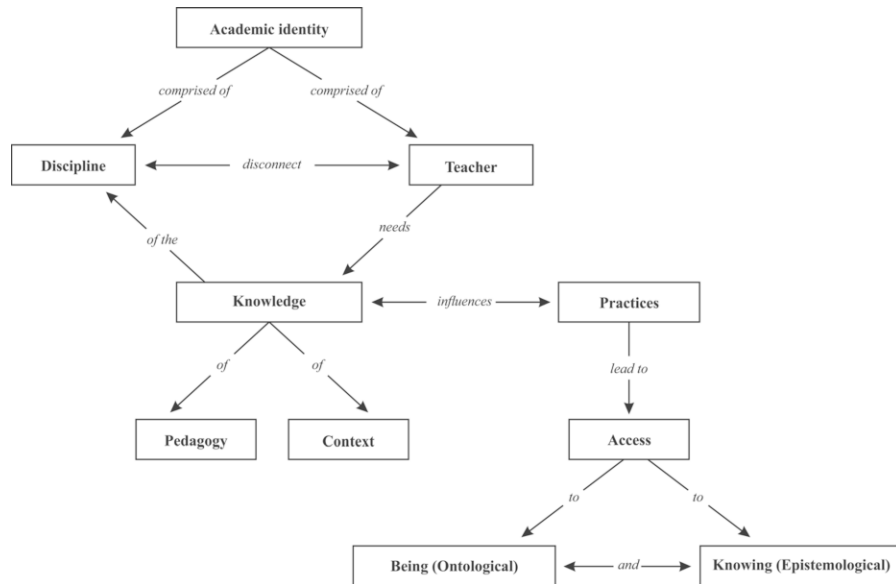 Academic identity
comprised of
comprised of
Discipline
disconnect
Teacher
of the
needs
Knowledge
influences
Practices
of
of
lead to
Pedagogy
Context
Access
to
to
Being (Ontological)
and
Knowing (Epistemological)